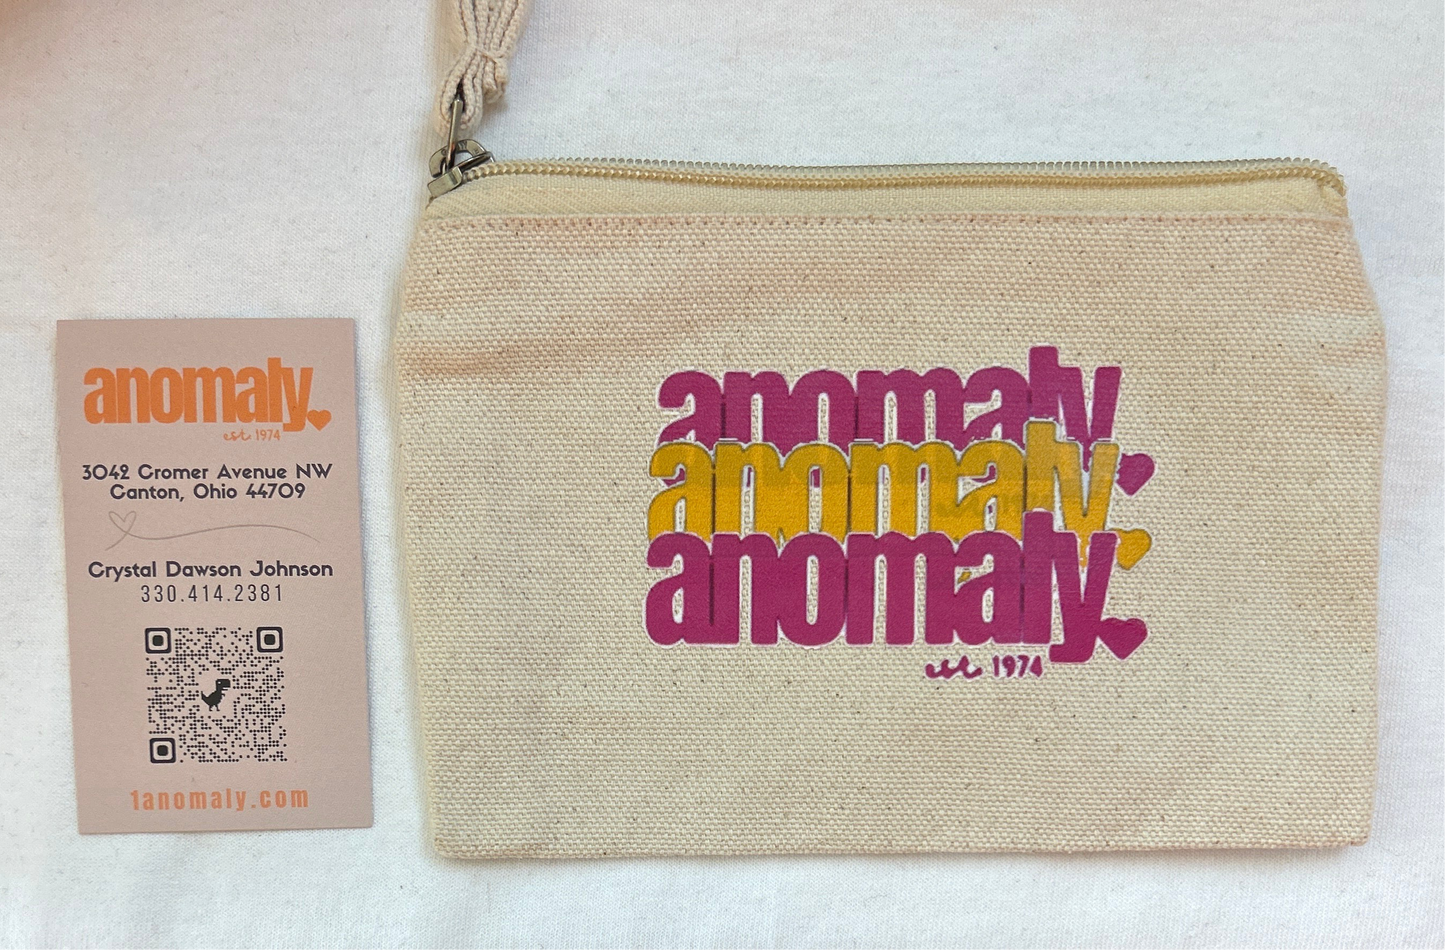 anomaly.
est. 1974
3042 Cromer Avenue NW
Canton, Ohio 44709
Crystal Dawson Johnson
330.414.2381
1anomaly.com
anomaly.
anomaly.
anomaly.
est. 1974